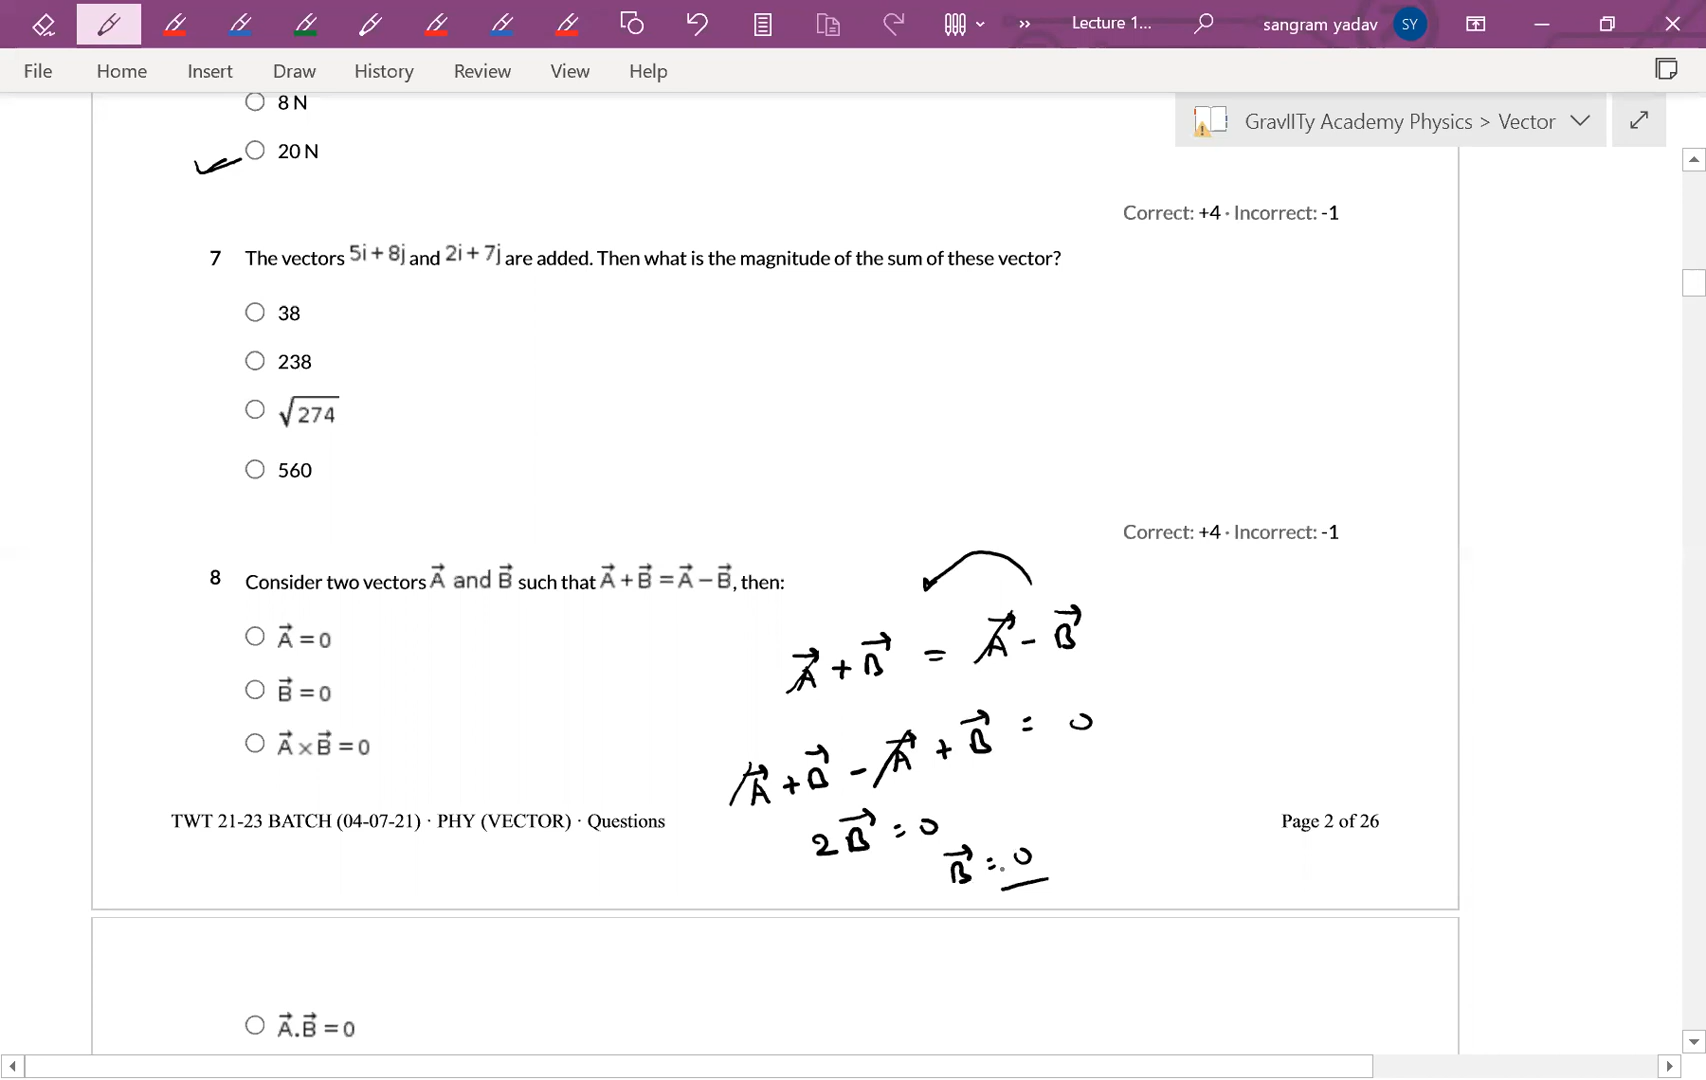 Lecture 1...
sangram yadav
SY
File Home Insert Draw History Review View Help
GravIITy Academy Physics > Vector
8 N
20 N
Correct: +4 · Incorrect: -1
7 The vectors 5i + 8j and 2i + 7j are added. Then what is the magnitude of the sum of these vector?
38
238
√274
560
Correct: +4 · Incorrect: -1
8 Consider two vectors A⃗ and B⃗ such that A⃗ + B⃗ = A⃗ − B⃗, then:
A⃗ = 0
B⃗ = 0
A⃗ × B⃗ = 0
A⃗ + B⃗ = A⃗ − B⃗
A⃗ + B⃗ − A⃗ + B⃗ = 0
2B⃗ = 0
B⃗ = 0
TWT 21-23 BATCH (04-07-21) · PHY (VECTOR) · Questions
Page 2 of 26
A⃗.B⃗ = 0